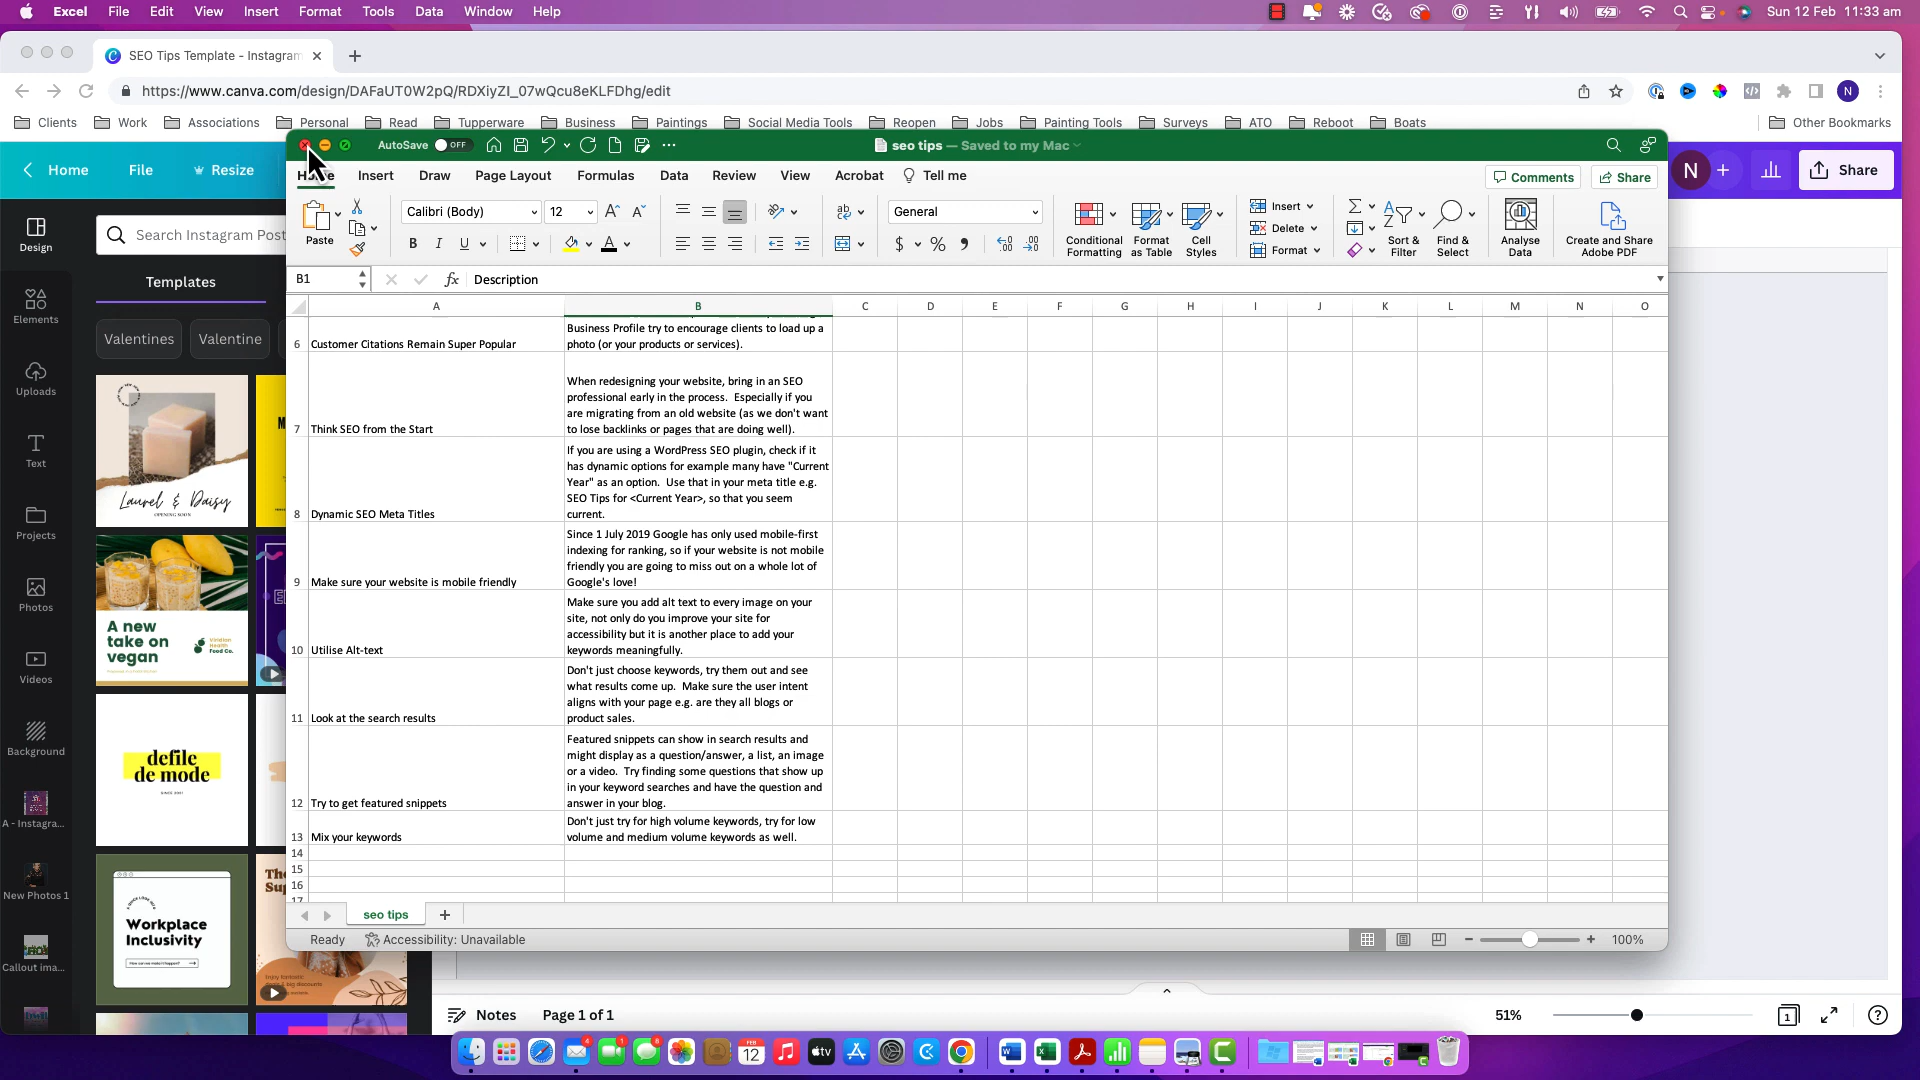 Excel File Edit View Insert Format Tools Data Window Help
Sun 12 Feb 11:33 am
SEO Tips Template - Instagram
https://www.canva.com/design/DAFaUT0W2pQ/RDXiyZI_07wQcu8eKLFDhg/edit
N
Clients Work Associations Personal Read Tupperware Business Paintings Social Media Tools Reopen Jobs Painting Tools Surveys ATO Reboot Boats Other Bookmarks
AutoSave OFF
seo tips — Saved to my Mac
Home File Resize
N + Share
Home Insert Draw Page Layout Formulas Data Review View Acrobat Tell me
Comments Share
Paste
Calibri (Body) 12
General
Conditional Formatting
Format as Table
Cell Styles
Insert
Delete
Format
Sort & Filter
Find & Select
Analyse Data
Create and Share Adobe PDF
B1 fx Description
A B C D E F G H I J K L M N O
Design
Elements
Uploads
Text
Projects
Photos
Videos
Background
A - Instagra...
New Photos 1
Callout ima...
Search Instagram Post
Templates
Valentines Valentine
Laurel & Daisy
OPENING SOON
A new
take on
vegan
defile
de mode
SINCE 2001
Workplace
Inclusivity
Business Profile try to encourage clients to load up a
6 Customer Citations Remain Super Popular photo (or your products or services).
When redesigning your website, bring in an SEO
professional early in the process. Especially if you
are migrating from an old website (as we don't want
7 Think SEO from the Start to lose backlinks or pages that are doing well).
If you are using a WordPress SEO plugin, check if it
has dynamic options for example many have "Current
Year" as an option. Use that in your meta title e.g.
SEO Tips for <Current Year>, so that you seem
8 Dynamic SEO Meta Titles current.
Since 1 July 2019 Google has only used mobile-first
indexing for ranking, so if your website is not mobile
friendly you are going to miss out on a whole lot of
9 Make sure your website is mobile friendly Google's love!
Make sure you add alt text to every image on your
site, not only do you improve your site for
accessibility but it is another place to add your
10 Utilise Alt-text keywords meaningfully.
Don't just choose keywords, try them out and see
what results come up. Make sure the user intent
aligns with your page e.g. are they all blogs or
11 Look at the search results product sales.
Featured snippets can show in search results and
might display as a question/answer, a list, an image
or a video. Try finding some questions that show up
in your keyword searches and have the question and
12 Try to get featured snippets answer in your blog.
Don't just try for high volume keywords, try for low
13 Mix your keywords volume and medium volume keywords as well.
14
15
16
17
seo tips
Ready Accessibility: Unavailable 100%
Notes Page 1 of 1 51% 1